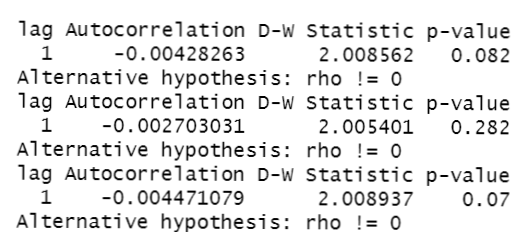 lag Autocorrelation D-W Statistic p-value
1 -0.00428263 2.008562 0.082
Alternative hypothesis: rho != 0
lag Autocorrelation D-W Statistic p-value
1 -0.002703031 2.005401 0.282
Alternative hypothesis: rho != 0
lag Autocorrelation D-W Statistic p-value
1 -0.004471079 2.008937 0.07
Alternative hypothesis: rho != 0